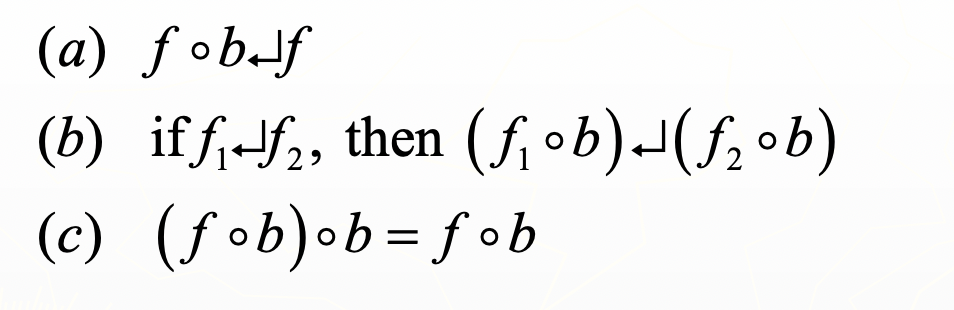 (a) f ∘ b↵f
(b) if f₁↵f₂, then (f₁ ∘ b)↵(f₂ ∘ b)
(c) (f ∘ b) ∘ b = f ∘ b